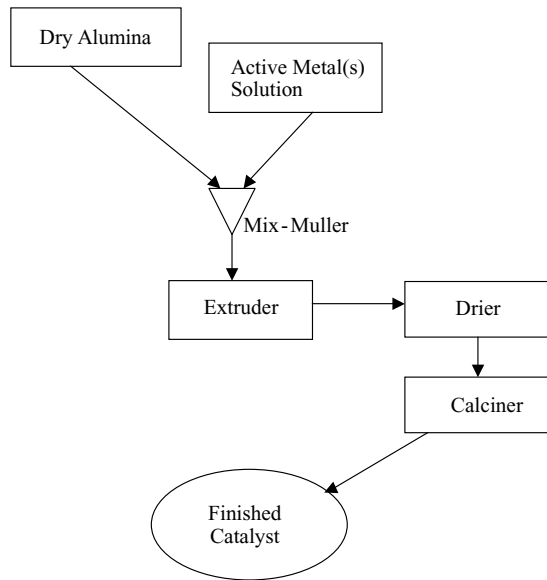 Dry Alumina
Active Metal(s)
Solution
Mix-Muller
Extruder
Drier
Calciner
Finished
Catalyst